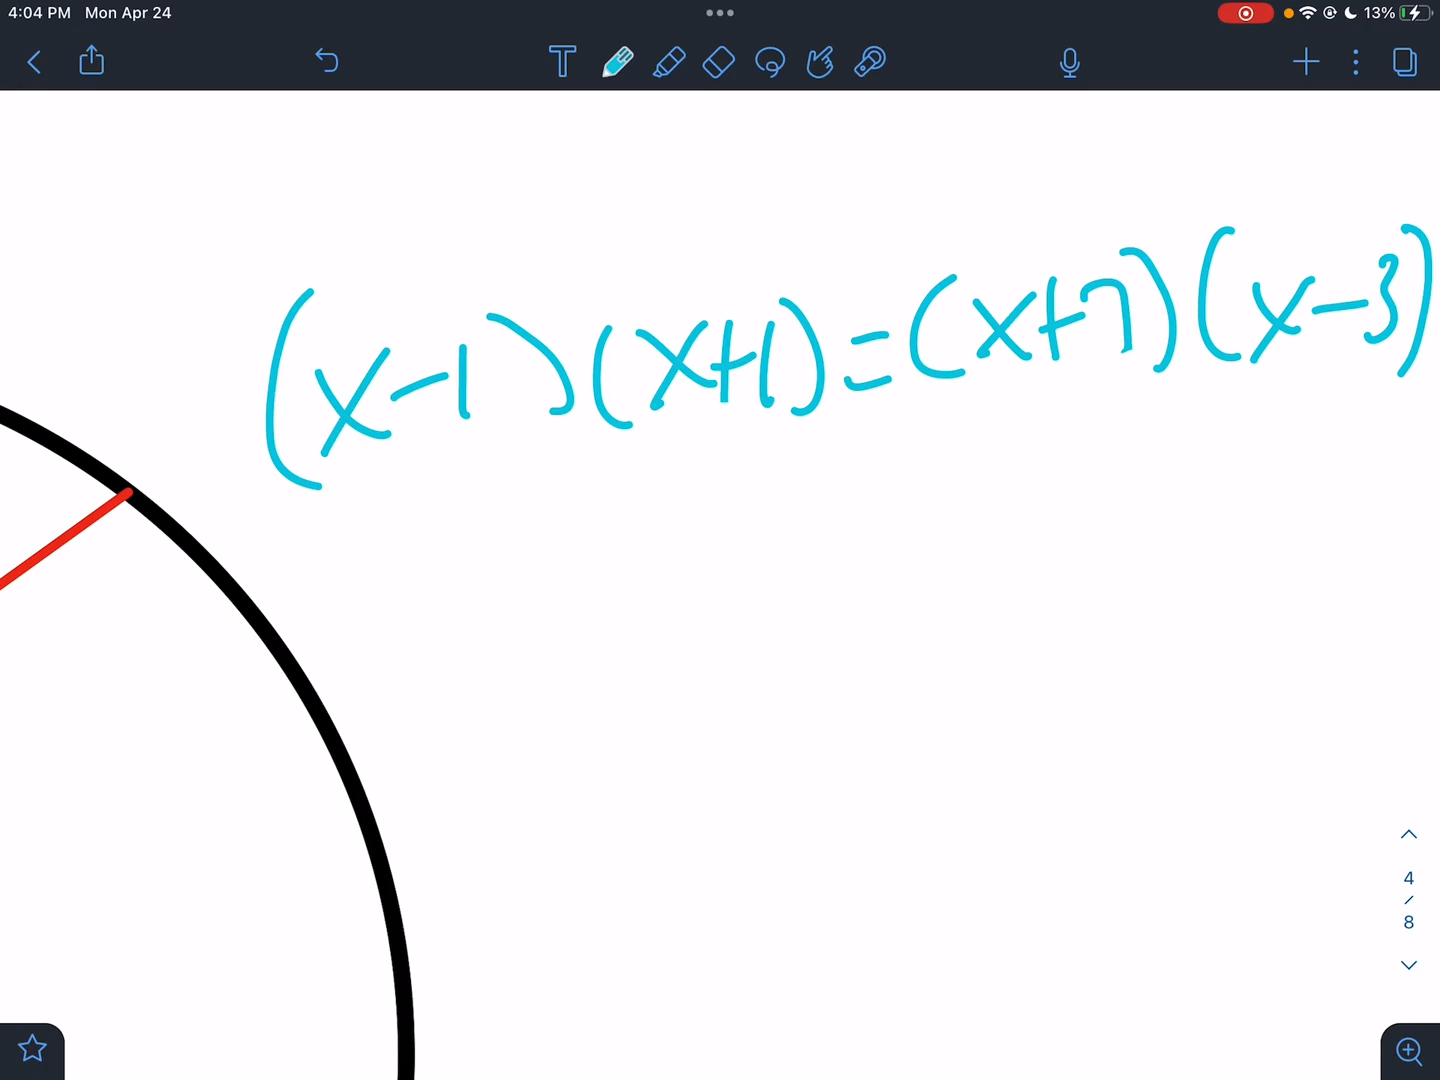 4:04 PM Mon Apr 24
13%
T
(x-1)(x+1)=(x+7)(x-3)
4
/
8